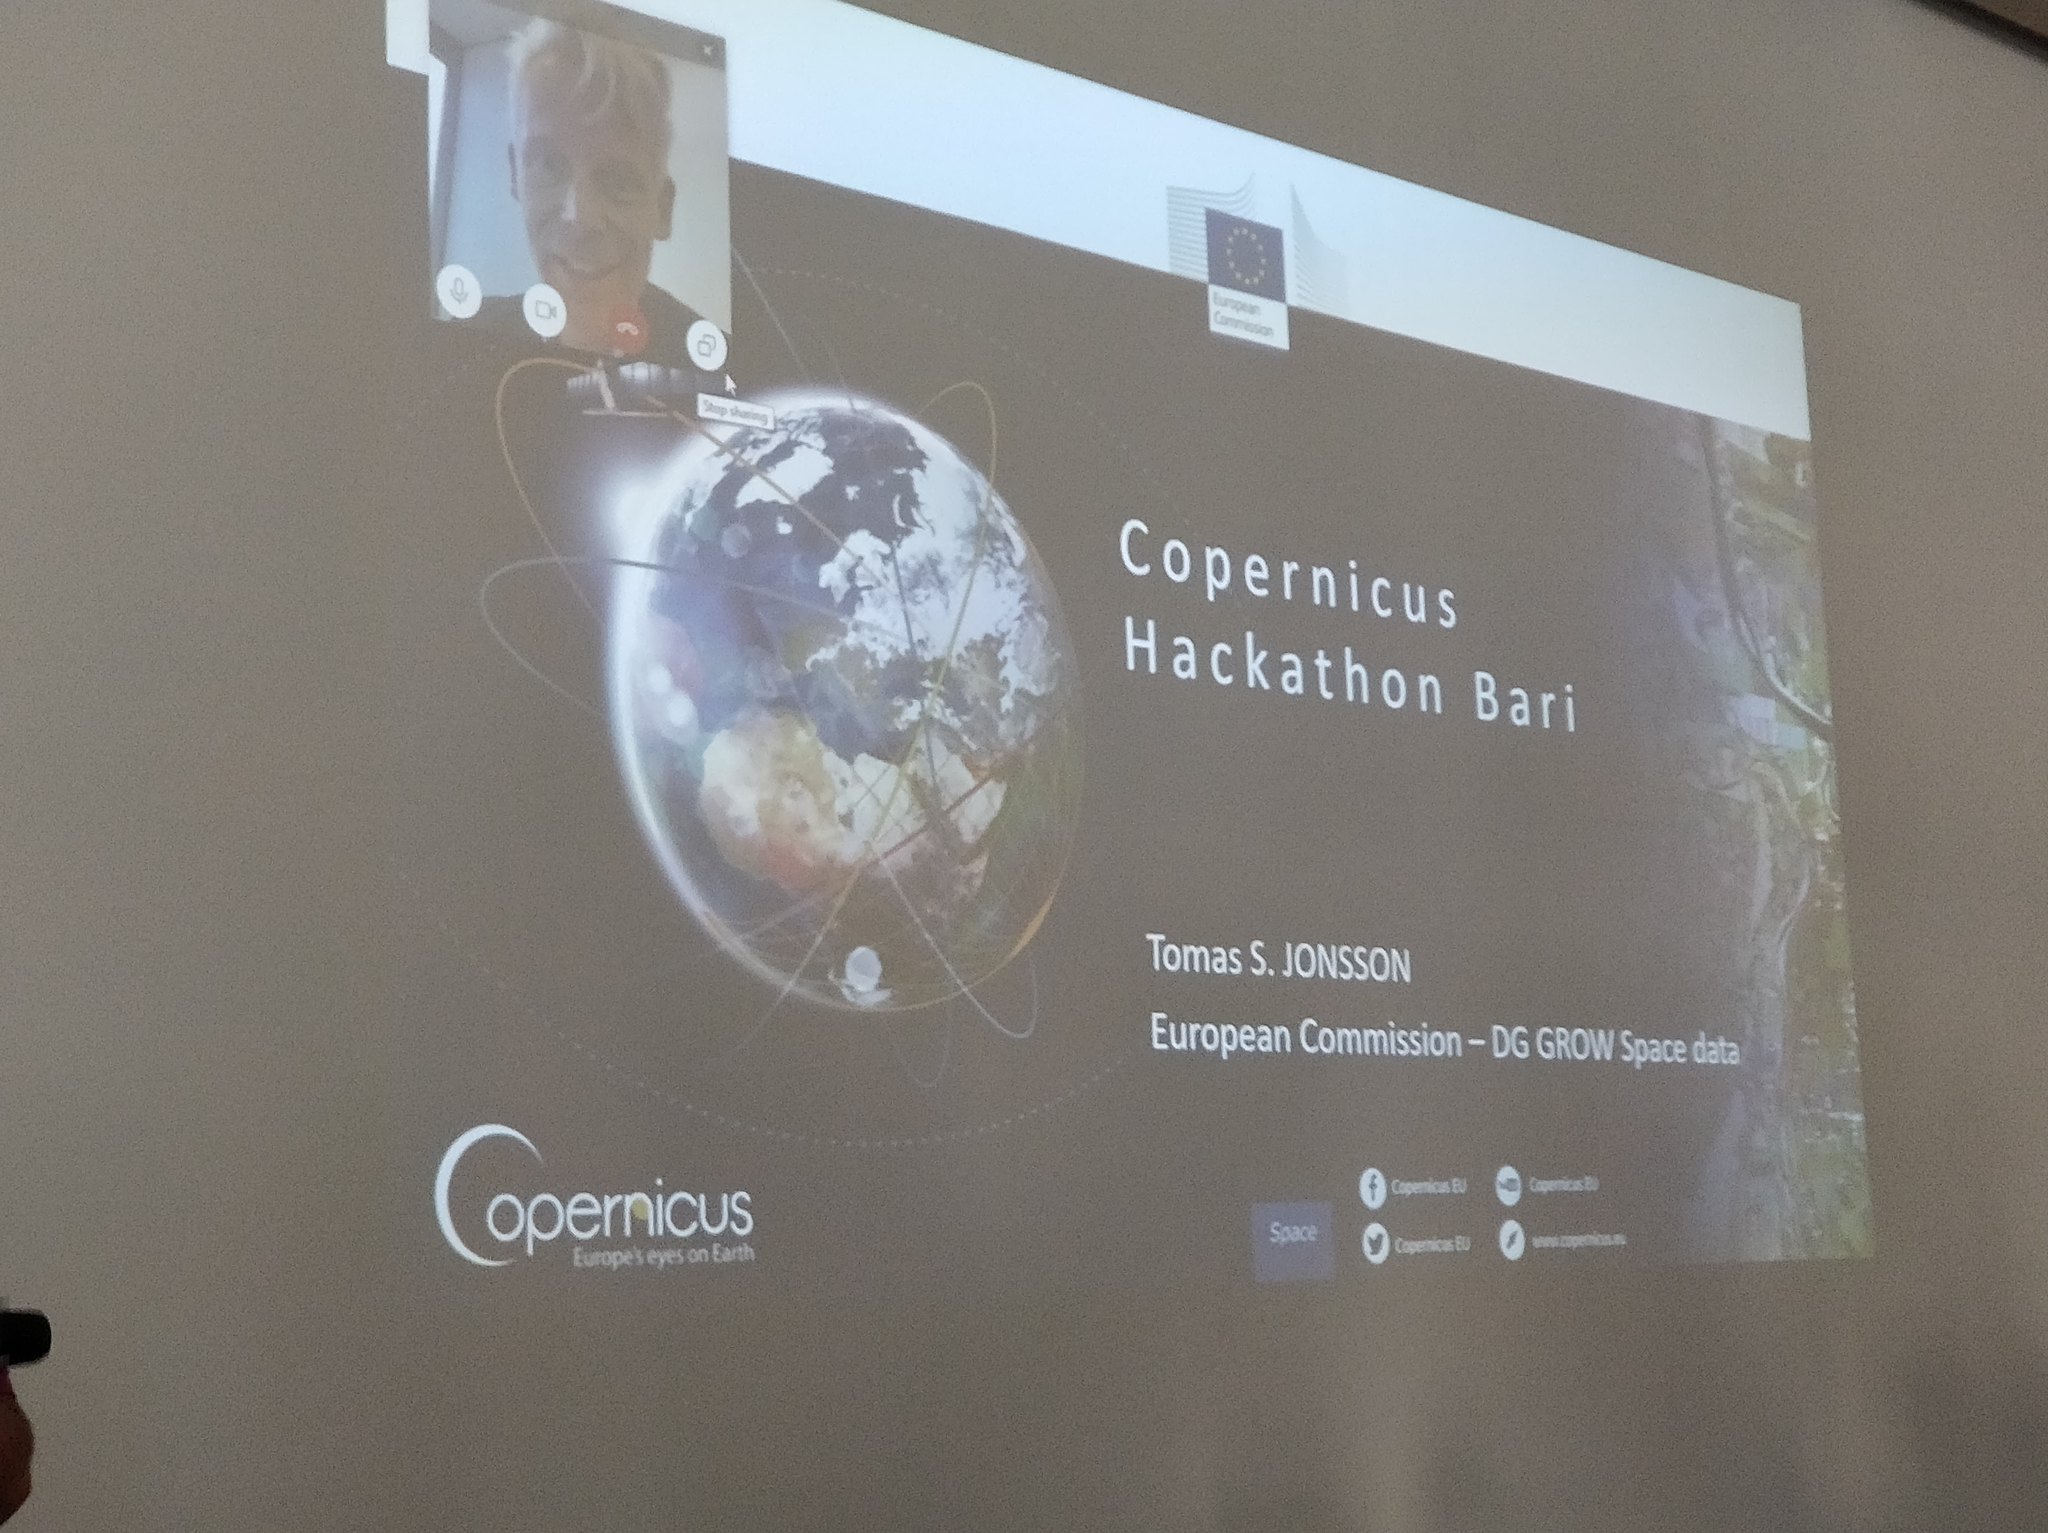 European
Commission
Stop sharing
Copernicus
Hackathon Bari
Tomas S. JONSSON
European Commission – DG GROW Space data
Copernicus
Europe's eyes on Earth
Space
Copernicus EU
Copernicus EU
Copernicus EU
www.copernicus.eu